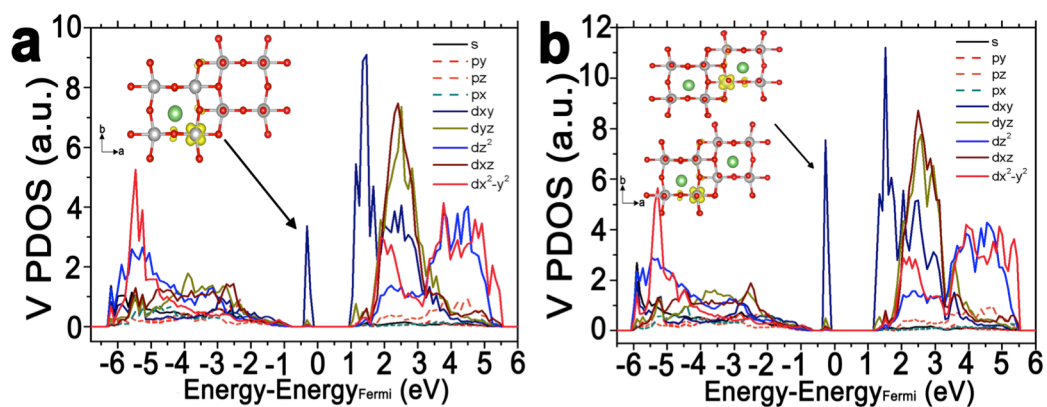 a
V PDOS (a.u.)
10
8
6
4
2
0
b
a
s
py
pz
px
dxy
dyz
dz²
dxz
dx²-y²
-6 -5 -4 -3 -2 -1 0 1 2 3 4 5 6
Energy-EnergyFermi (eV)
b
V PDOS (a.u.)
12
10
8
6
4
2
0
b
a
s
py
pz
px
dxy
dyz
dz²
dxz
dx²-y²
-6 -5 -4 -3 -2 -1 0 1 2 3 4 5 6
Energy-EnergyFermi (eV)